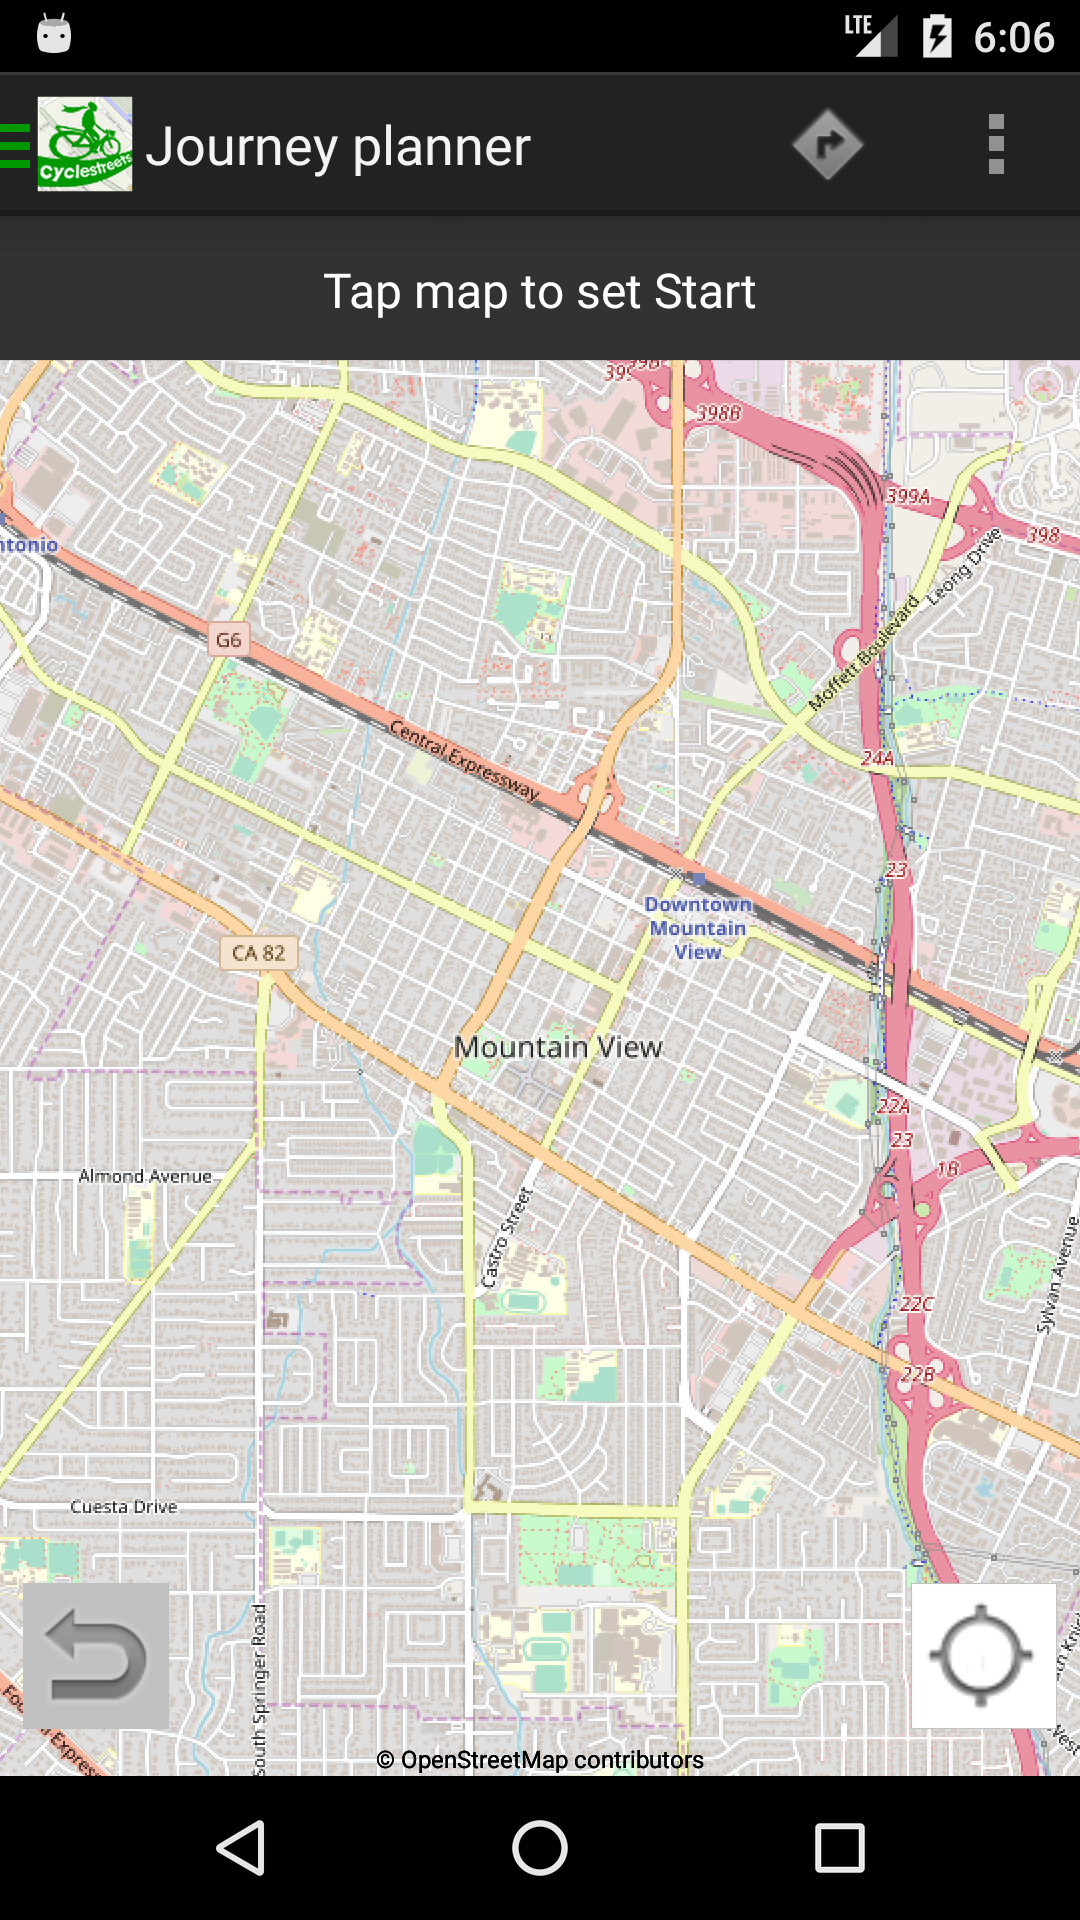 LTE
6:06
Cyclestreets
Journey planner
Tap map to set Start
398B
399A
398
Leong Drive
Moffett Boulevard
G6
Central Expressway
24A
23
Downtown
Mountain
View
CA 82
Mountain View
22A
23
1B
Almond Avenue
Castro Street
Sylvan Avenue
22C
22B
Cuesta Drive
South Springer Road
© OpenStreetMap contributors